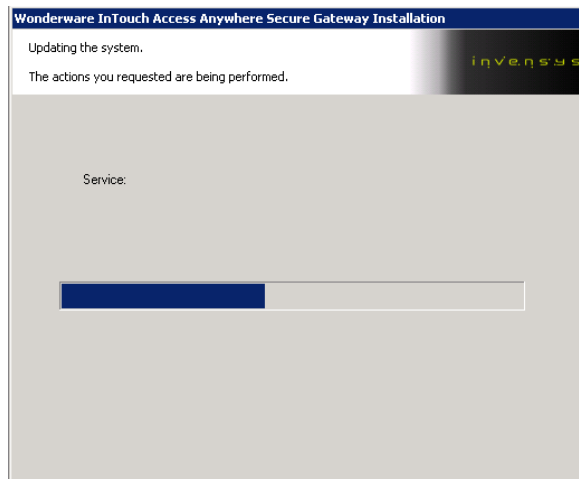 Wonderware InTouch Access Anywhere Secure Gateway Installation
Updating the system.
invensys
The actions you requested are being performed.
Service: